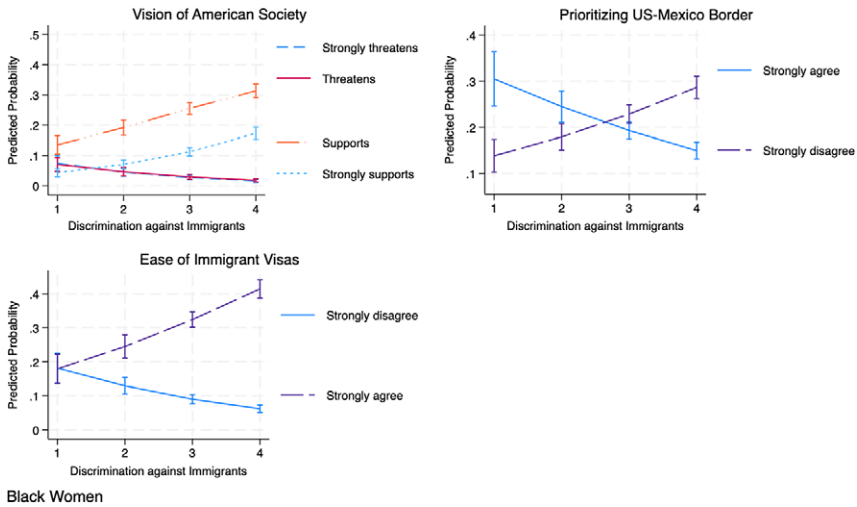 Vision of American Society
Predicted Probability
.5
.4
.3
.2
.1
0
1 2 3 4
Discrimination against Immigrants
Strongly threatens
Threatens
Supports
Strongly supports
Prioritizing US-Mexico Border
Predicted Probability
.4
.3
.2
.1
1 2 3 4
Discrimination against Immigrants
Strongly agree
Strongly disagree
Ease of Immigrant Visas
Predicted Probability
.4
.3
.2
.1
0
1 2 3 4
Discrimination against Immigrants
Strongly disagree
Strongly agree
Black Women